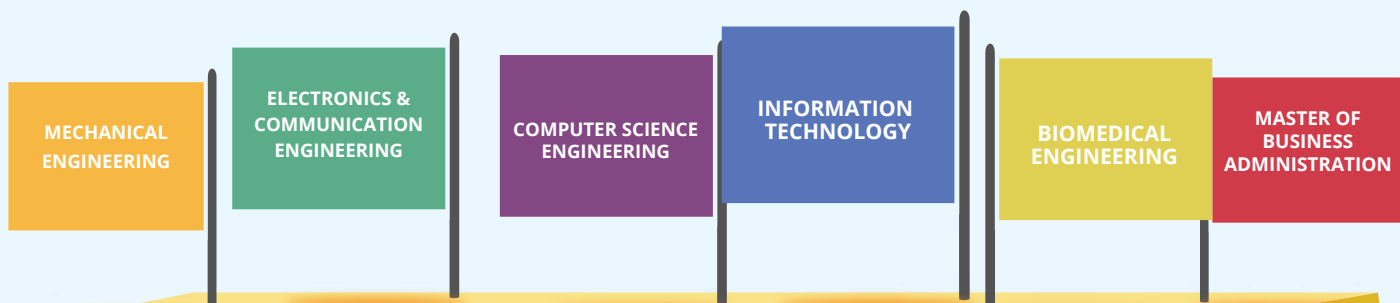 MECHANICAL
ENGINEERING
ELECTRONICS &
COMMUNICATION
ENGINEERING
COMPUTER SCIENCE
ENGINEERING
INFORMATION
TECHNOLOGY
BIOMEDICAL
ENGINEERING
MASTER OF
BUSINESS
ADMINISTRATION